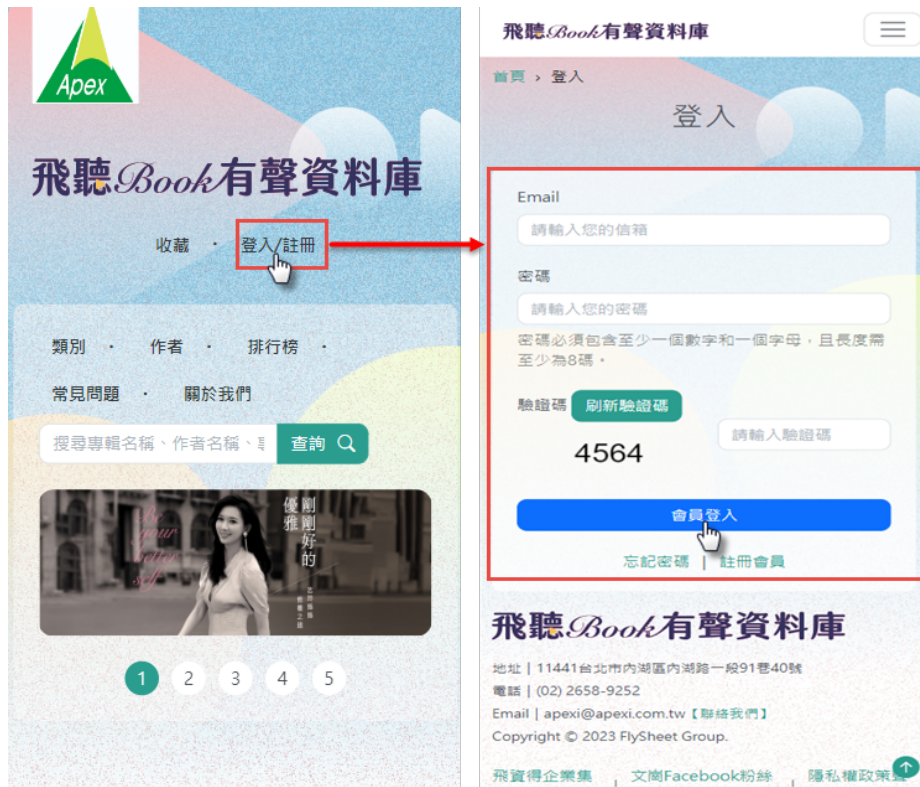 Apex
飛聽Book有聲資料庫
收藏 · 登入/註冊
類別 · 作者 · 排行榜 ·
常見問題 · 關於我們
搜尋專輯名稱、作者名稱、
查詢
Be
your
better
self
剛剛好的
優雅
1 2 3 4 5
飛聽Book有聲資料庫
首頁 › 登入
登入
Email
請輸入您的信箱
密碼
請輸入您的密碼
密碼必須包含至少一個數字和一個字母，且長度需
至少為8碼。
驗證碼 刷新驗證碼
4564
請輸入驗證碼
會員登入
忘記密碼 | 註冊會員
飛聽Book有聲資料庫
地址 | 11441台北市內湖區內湖路一段91巷40號
電話 | (02) 2658-9252
Email | apexi@apexi.com.tw【聯絡我們】
Copyright © 2023 FlySheet Group.
飛資得企業集 | 文崗Facebook粉絲 | 隱私權政策